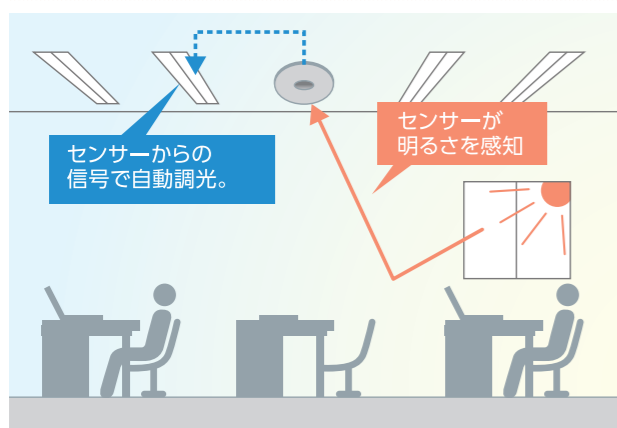 センサーからの
信号で自動調光。
センサーが
明るさを感知